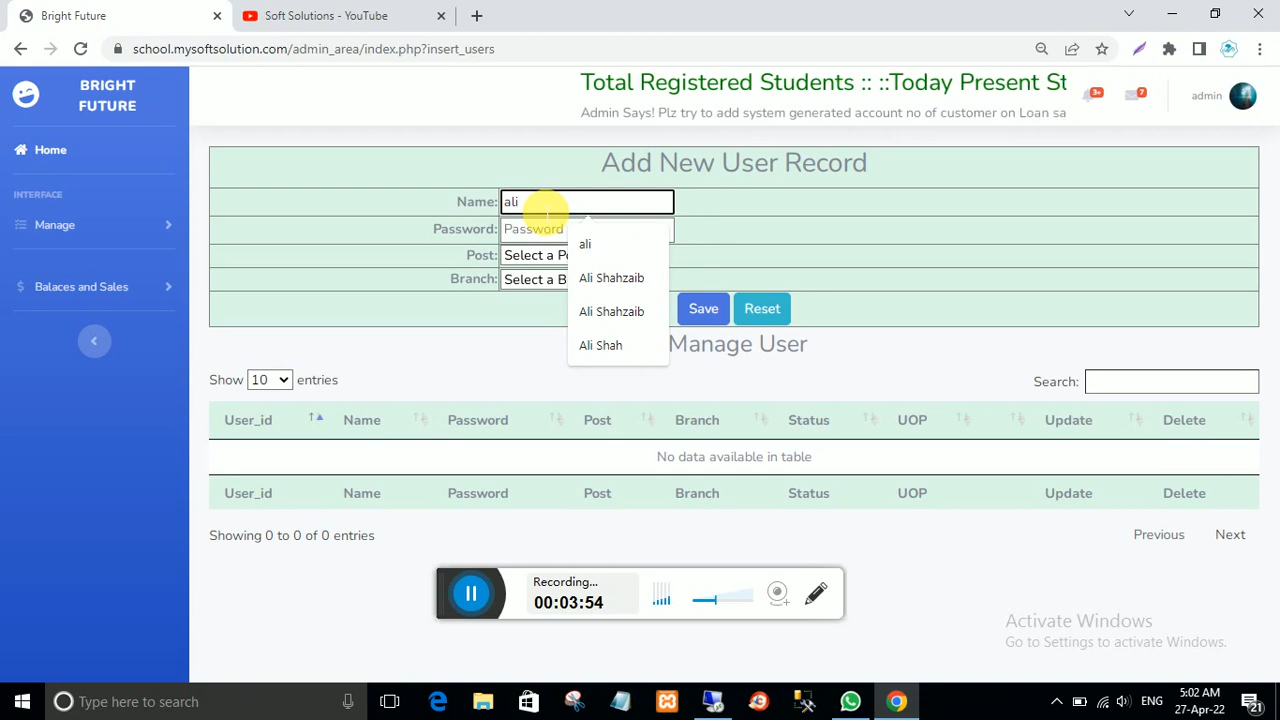 Bright Future
Soft Solutions - YouTube
school.mysoftsolution.com/admin_area/index.php?insert_users
BRIGHT
FUTURE
Total Registered Students :: ::Today Present St
3+
7
admin
Admin Says! Plz try to add system generated account no of customer on Loan sa
Home
INTERFACE
Manage
Balaces and Sales
Add New User Record
Name:
ali
Password:
Password
Post:
Select a Po
Branch:
Select a B
ali
Ali Shahzaib
Ali Shahzaib
Ali Shah
Save
Reset
Manage User
Show 10 entries
Search:
User_id Name Password Post Branch Status UOP Update Delete
No data available in table
User_id Name Password Post Branch Status UOP Update Delete
Showing 0 to 0 of 0 entries
Previous Next
Recording...
00:03:54
Activate Windows
Go to Settings to activate Windows.
Type here to search
ENG
5:02 AM
27-Apr-22
21